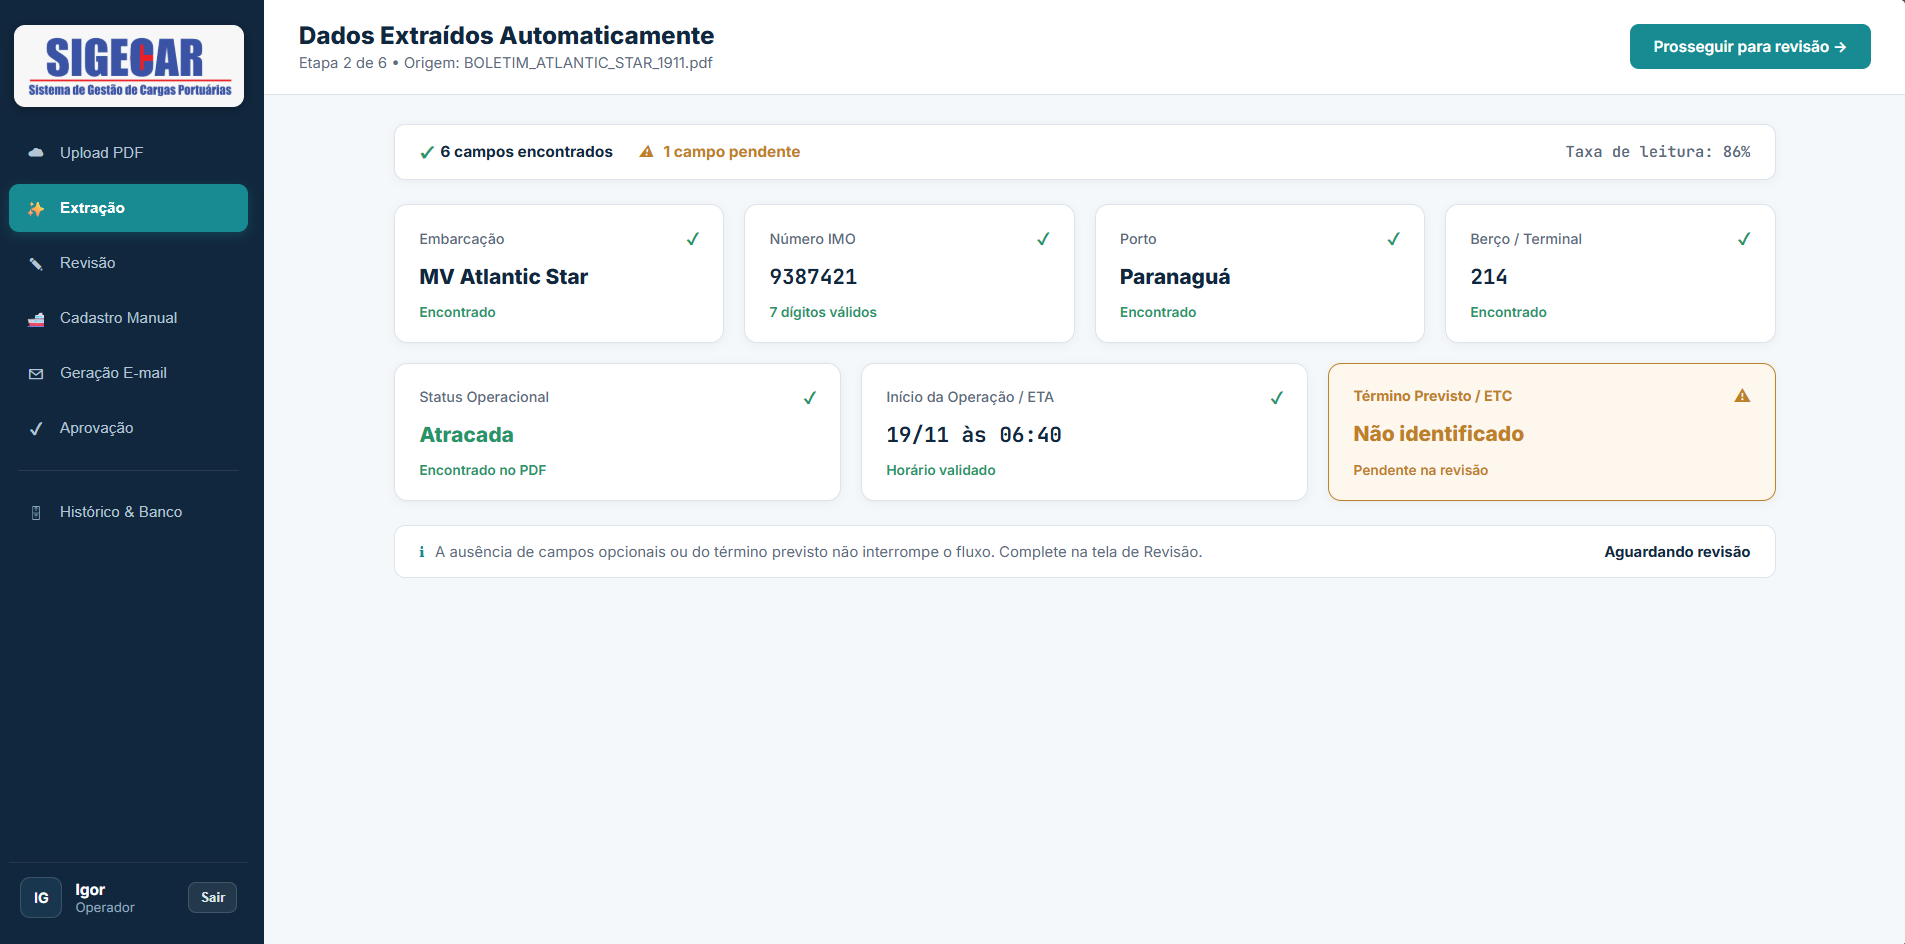 SIGECAR
Sistema de Gestão de Cargas Portuárias
Upload PDF
Extração
Revisão
Cadastro Manual
Geração E-mail
Aprovação
Histórico & Banco
IG
Igor
Operador
Sair
Dados Extraídos Automaticamente
Etapa 2 de 6 • Origem: BOLETIM_ATLANTIC_STAR_1911.pdf
Prosseguir para revisão →
✓ 6 campos encontrados
⚠ 1 campo pendente
Taxa de leitura: 86%
Embarcação ✓
MV Atlantic Star
Encontrado
Número IMO ✓
9387421
7 dígitos válidos
Porto ✓
Paranaguá
Encontrado
Berço / Terminal ✓
214
Encontrado
Status Operacional ✓
Atracada
Encontrado no PDF
Início da Operação / ETA ✓
19/11 às 06:40
Horário validado
Término Previsto / ETC ⚠
Não identificado
Pendente na revisão
ℹ A ausência de campos opcionais ou do término previsto não interrompe o fluxo. Complete na tela de Revisão.
Aguardando revisão